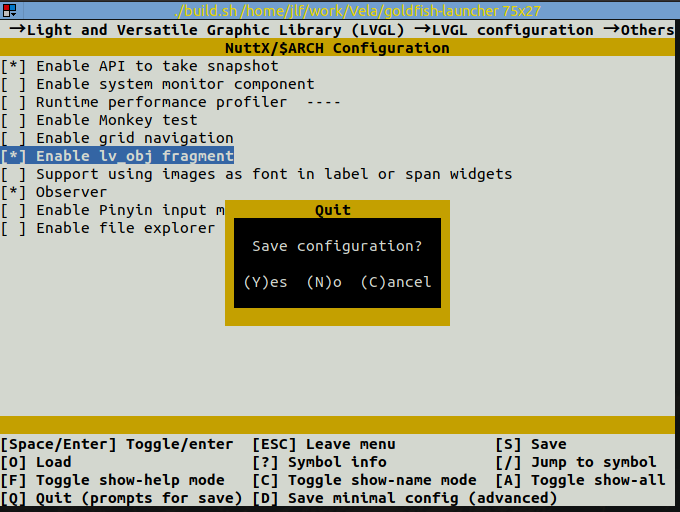 ./build.sh /home/jlf/work/Vela/goldfish-launcher 75x27
→Light and Versatile Graphic Library (LVGL) →LVGL configuration →Others
NuttX/$ARCH Configuration
[*] Enable API to take snapshot
[ ] Enable system monitor component
[ ] Runtime performance profiler  ----
[ ] Enable Monkey test
[ ] Enable grid navigation
[*] Enable lv_obj fragment
[ ] Support using images as font in label or span widgets
[*] Observer
[ ] Enable Pinyin input m
[ ] Enable file explorer
Quit
Save configuration?
(Y)es  (N)o  (C)ancel
[Space/Enter] Toggle/enter  [ESC] Leave menu           [S] Save
[O] Load                    [?] Symbol info            [/] Jump to symbol
[F] Toggle show-help mode   [C] Toggle show-name mode  [A] Toggle show-all
[Q] Quit (prompts for save) [D] Save minimal config (advanced)